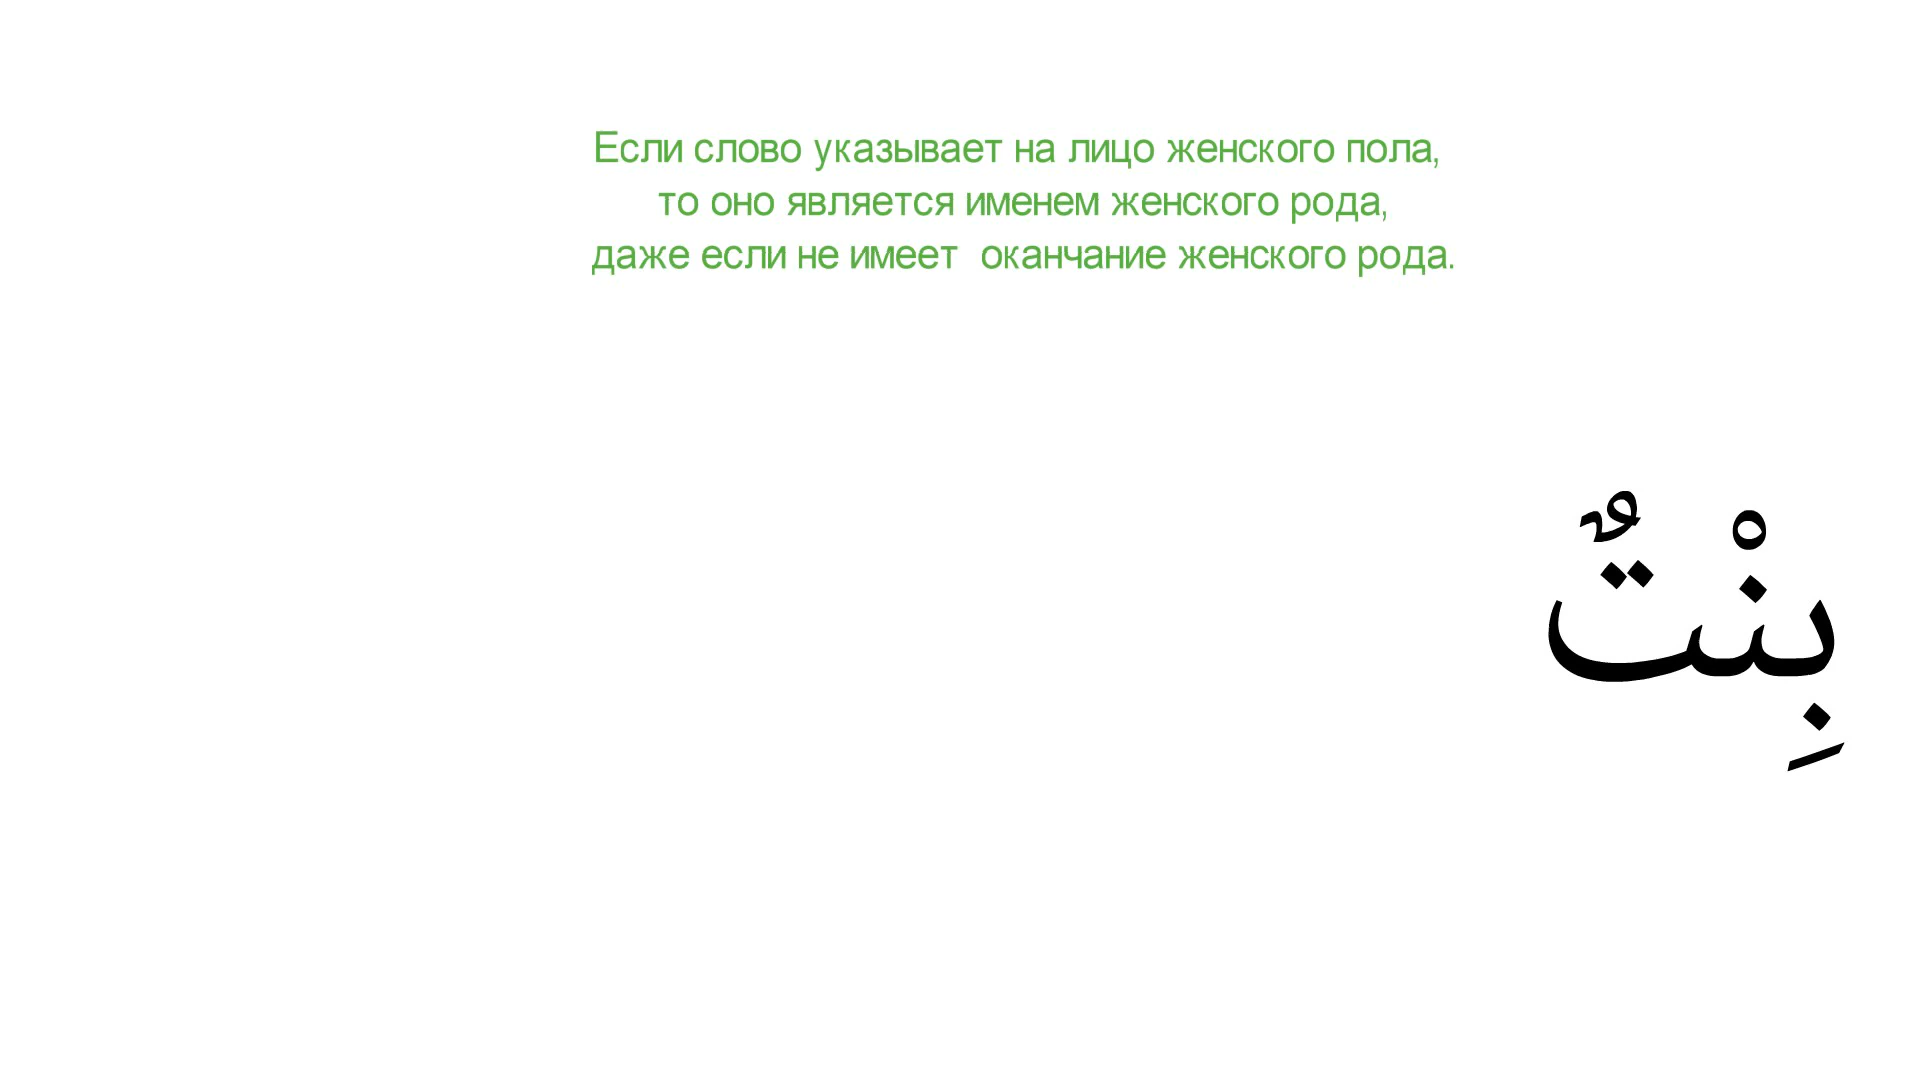 Если слово указывает на лицо женского пола,
то оно является именем женского рода,
даже если не имеет  оканчание женского рода.
بِنْتٌ